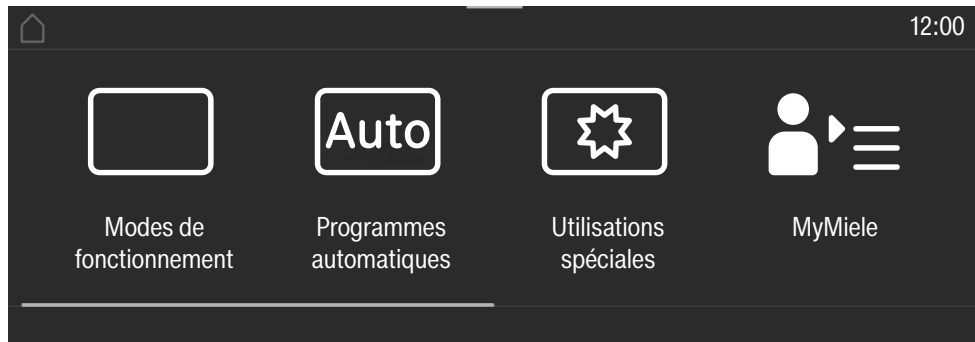 12:00
Auto
Modes de
fonctionnement
Programmes
automatiques
Utilisations
spéciales
MyMiele